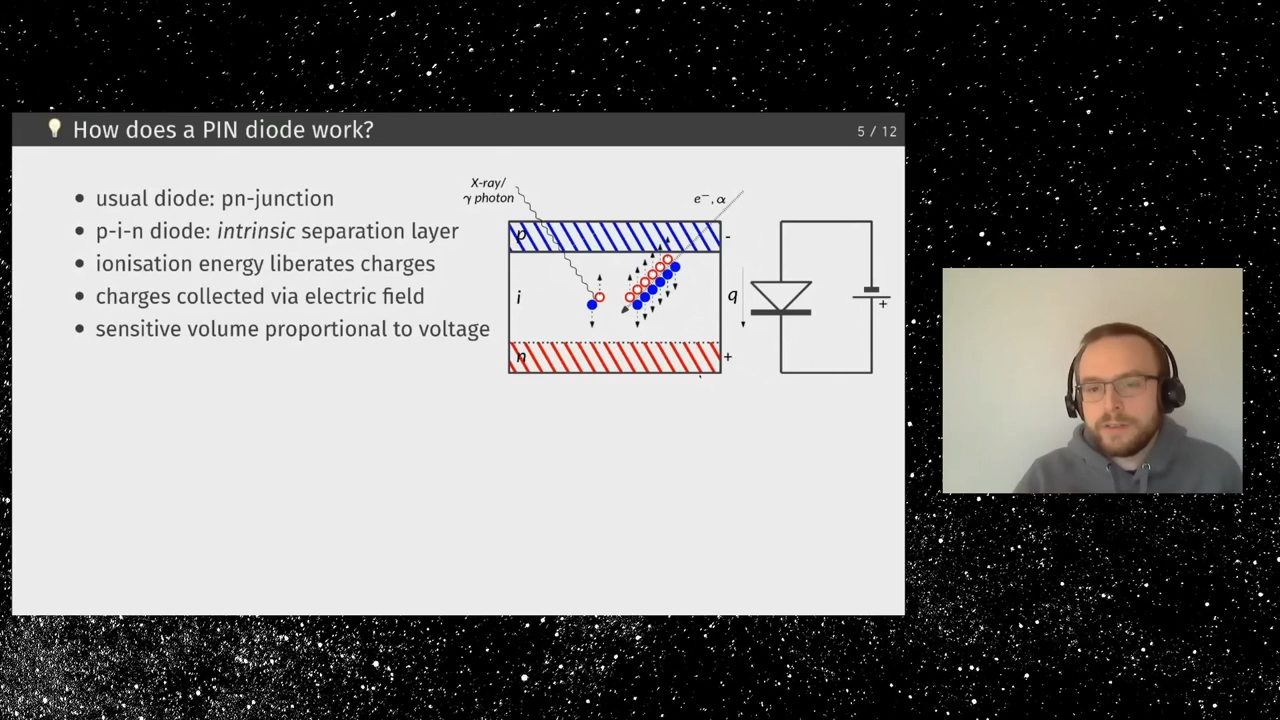 How does a PIN diode work?
5 / 12
usual diode: pn-junction
p-i-n diode: intrinsic separation layer
ionisation energy liberates charges
charges collected via electric field
sensitive volume proportional to voltage
X-ray/
γ photon
e⁻, α
p
-
i
q
+
n
+